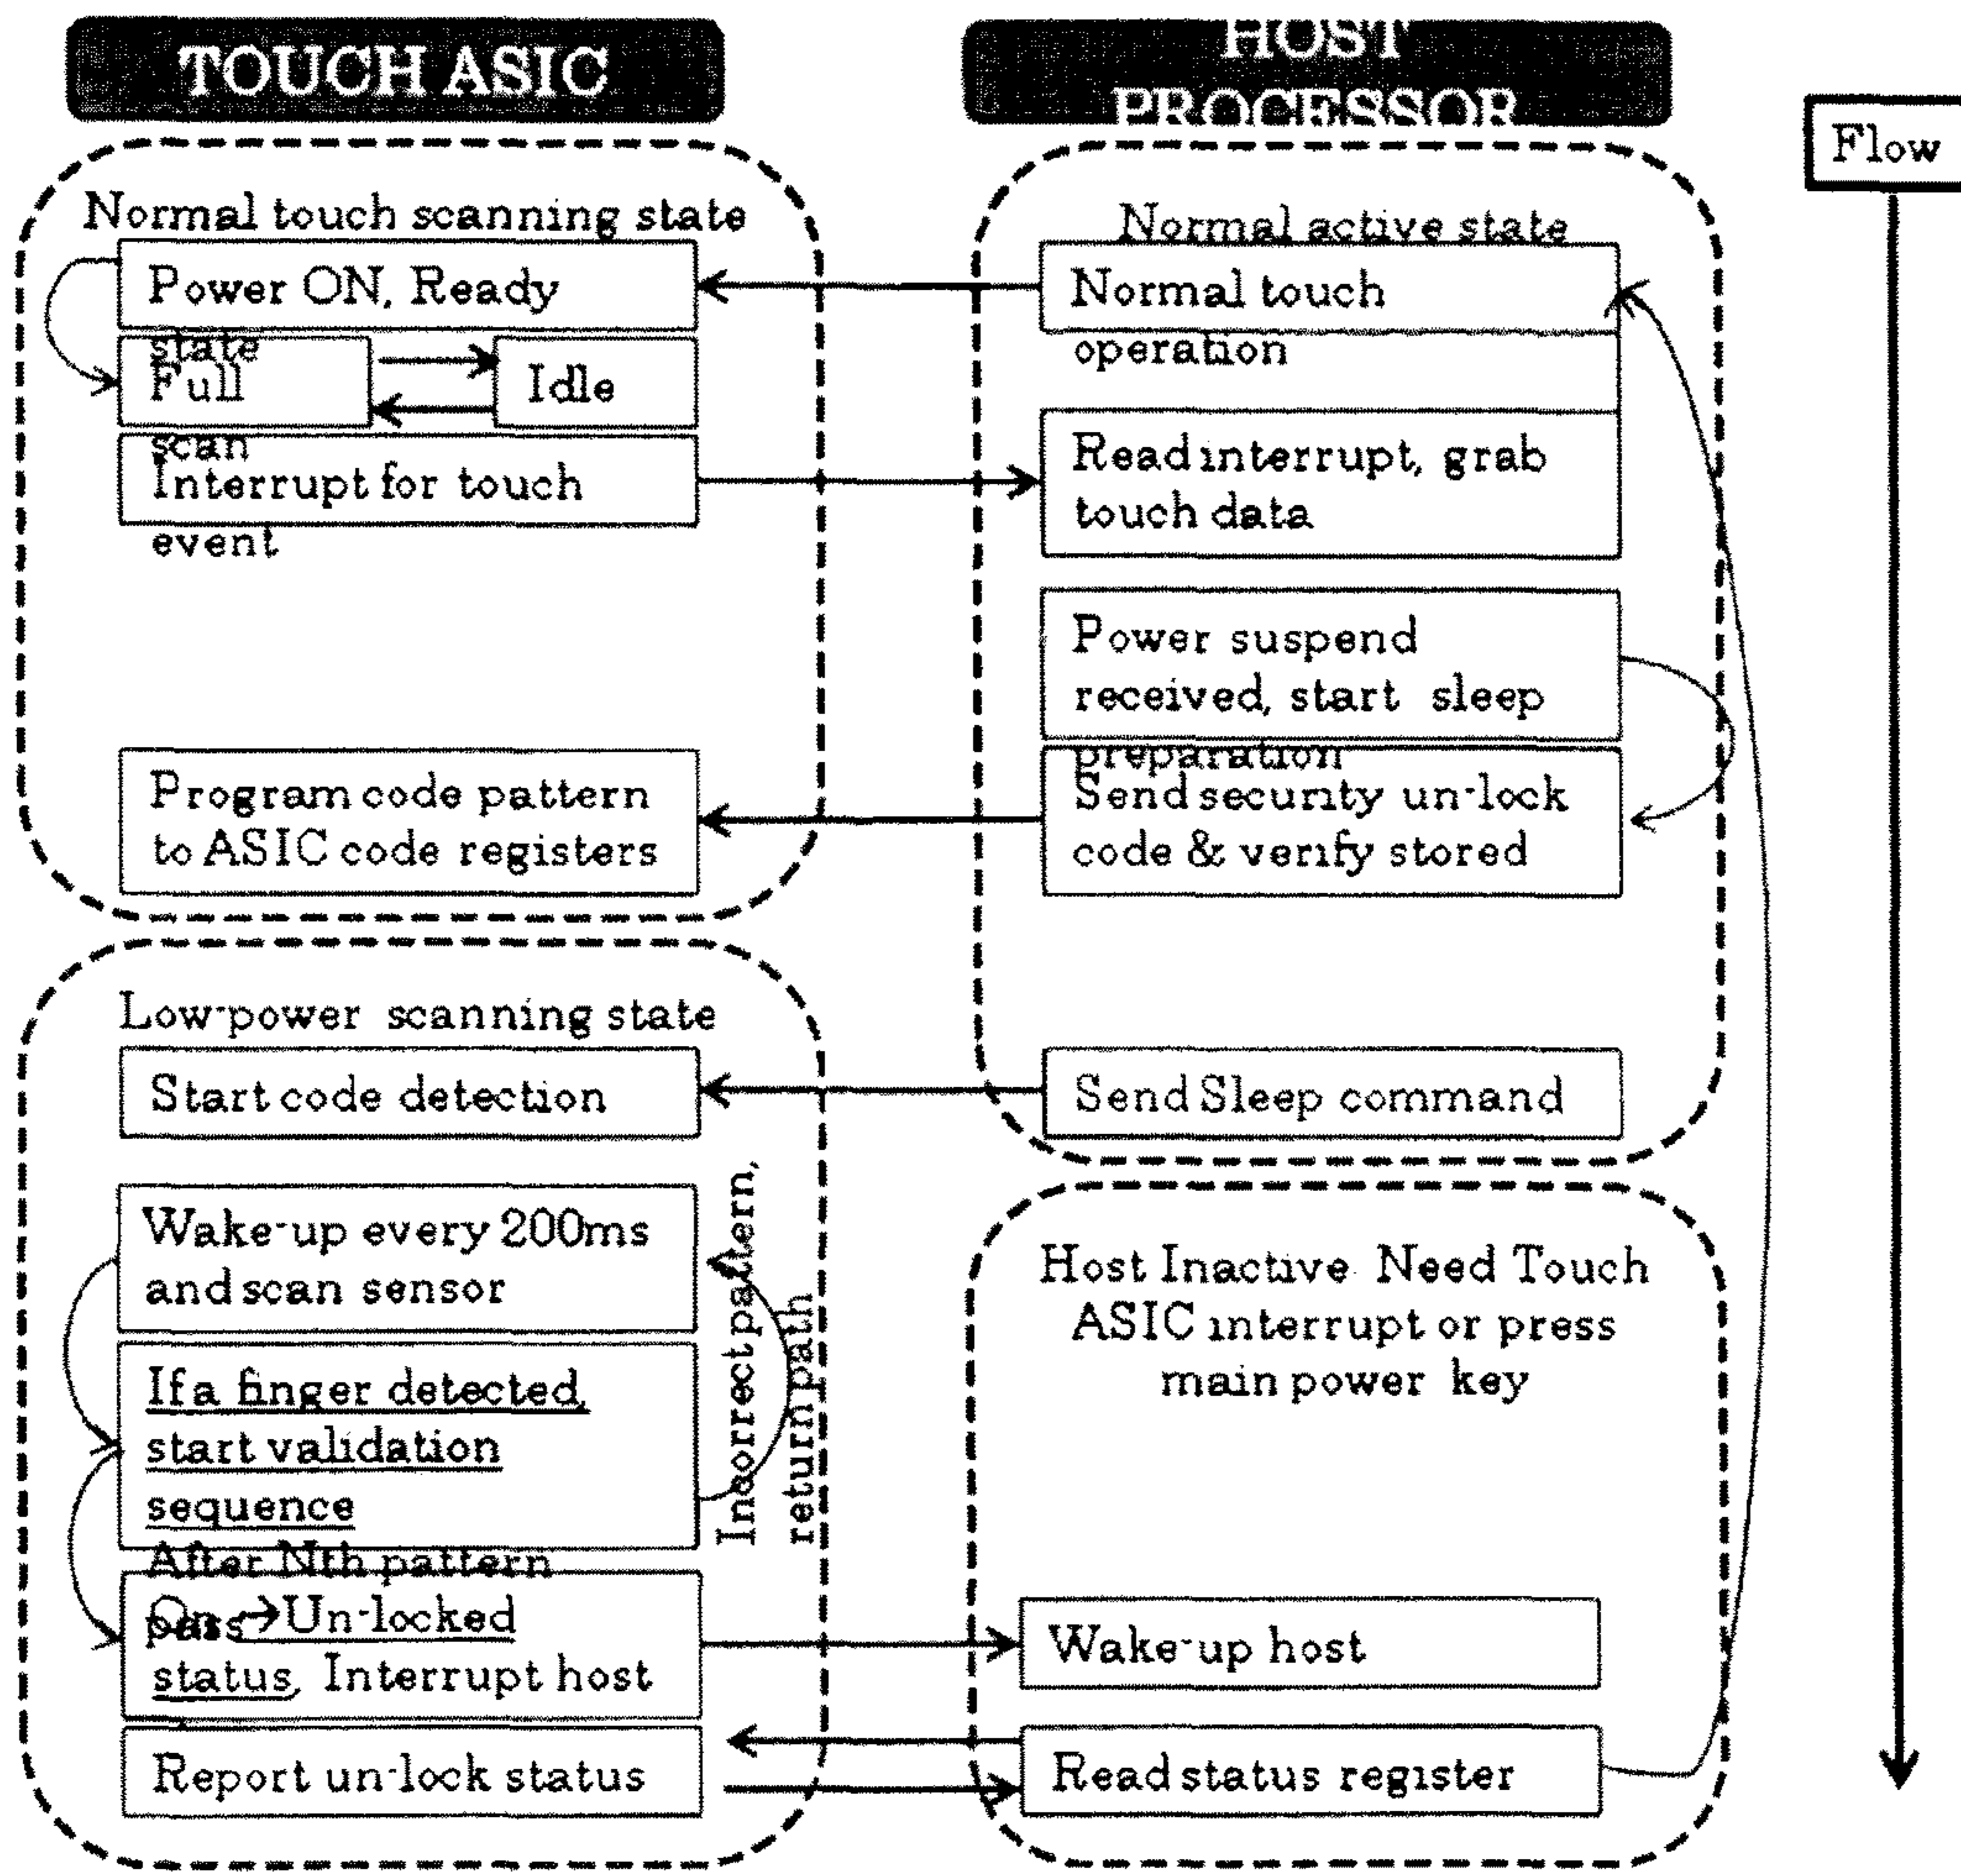 TOUCH ASIC
HOST
PROCESSOR
Flow
Normal touch scanning state
Power ON, Ready
state
Full
scan
Idle
Interrupt for touch
event
Program code pattern
to ASIC code registers
Normal active state
Normal touch
operation
Read interrupt, grab
touch data
Power suspend
received, start sleep
preparation
Send security un-lock
code & verify stored
Send Sleep command
Low-power scanning state
Start code detection
Wake-up every 200ms
and scan sensor
If a finger detected,
start validation
sequence
After Nth pattern
pass →Un-locked
status, Interrupt host
Report un-lock status
Incorrect pattern,
return path
Host Inactive Need Touch
ASIC interrupt or press
main power key
Wake-up host
Read status register